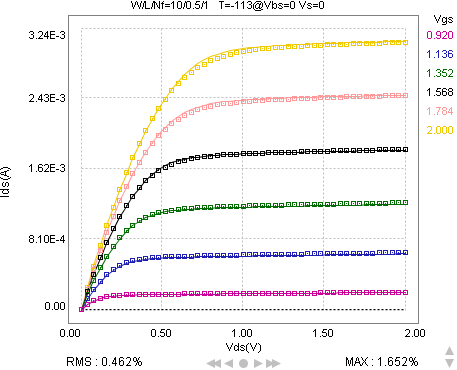 W/L/Nf=10/0.5/1 T=-113@Vbs=0 Vs=0
Vgs
0.920
1.136
1.352
1.568
1.784
2.000
Ids(A)
3.24E-3
2.43E-3
1.62E-3
8.10E-4
0.00
0.00 0.50 1.00 1.50 2.00
Vds(V)
RMS : 0.462%
MAX : 1.652%